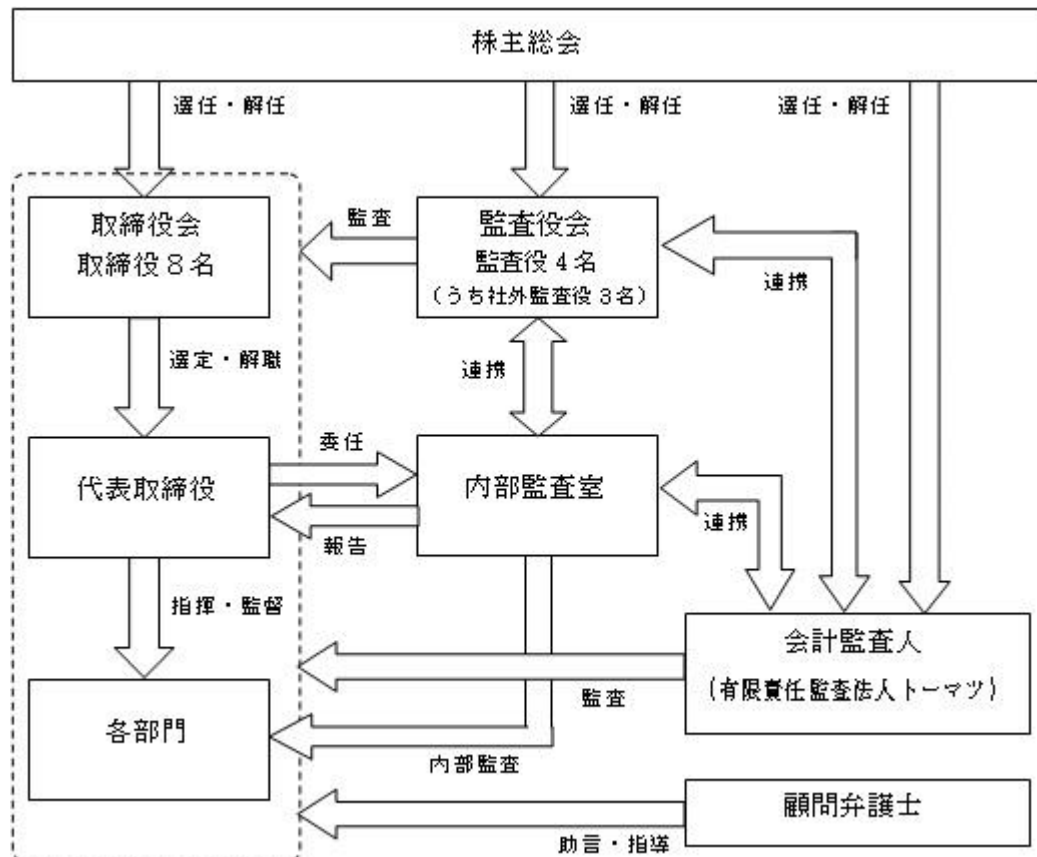 株主総会
選任・解任
選任・解任
選任・解任
取締役会
取締役8名
監査
監査役会
監査役4名
(うち社外監査役3名)
連携
選定・解職
連携
代表取締役
委任
報告
内部監査室
連携
指揮・監督
会計監査人
(有限責任監査法人トーマツ)
監査
各部門
内部監査
顧問弁護士
助言・指導